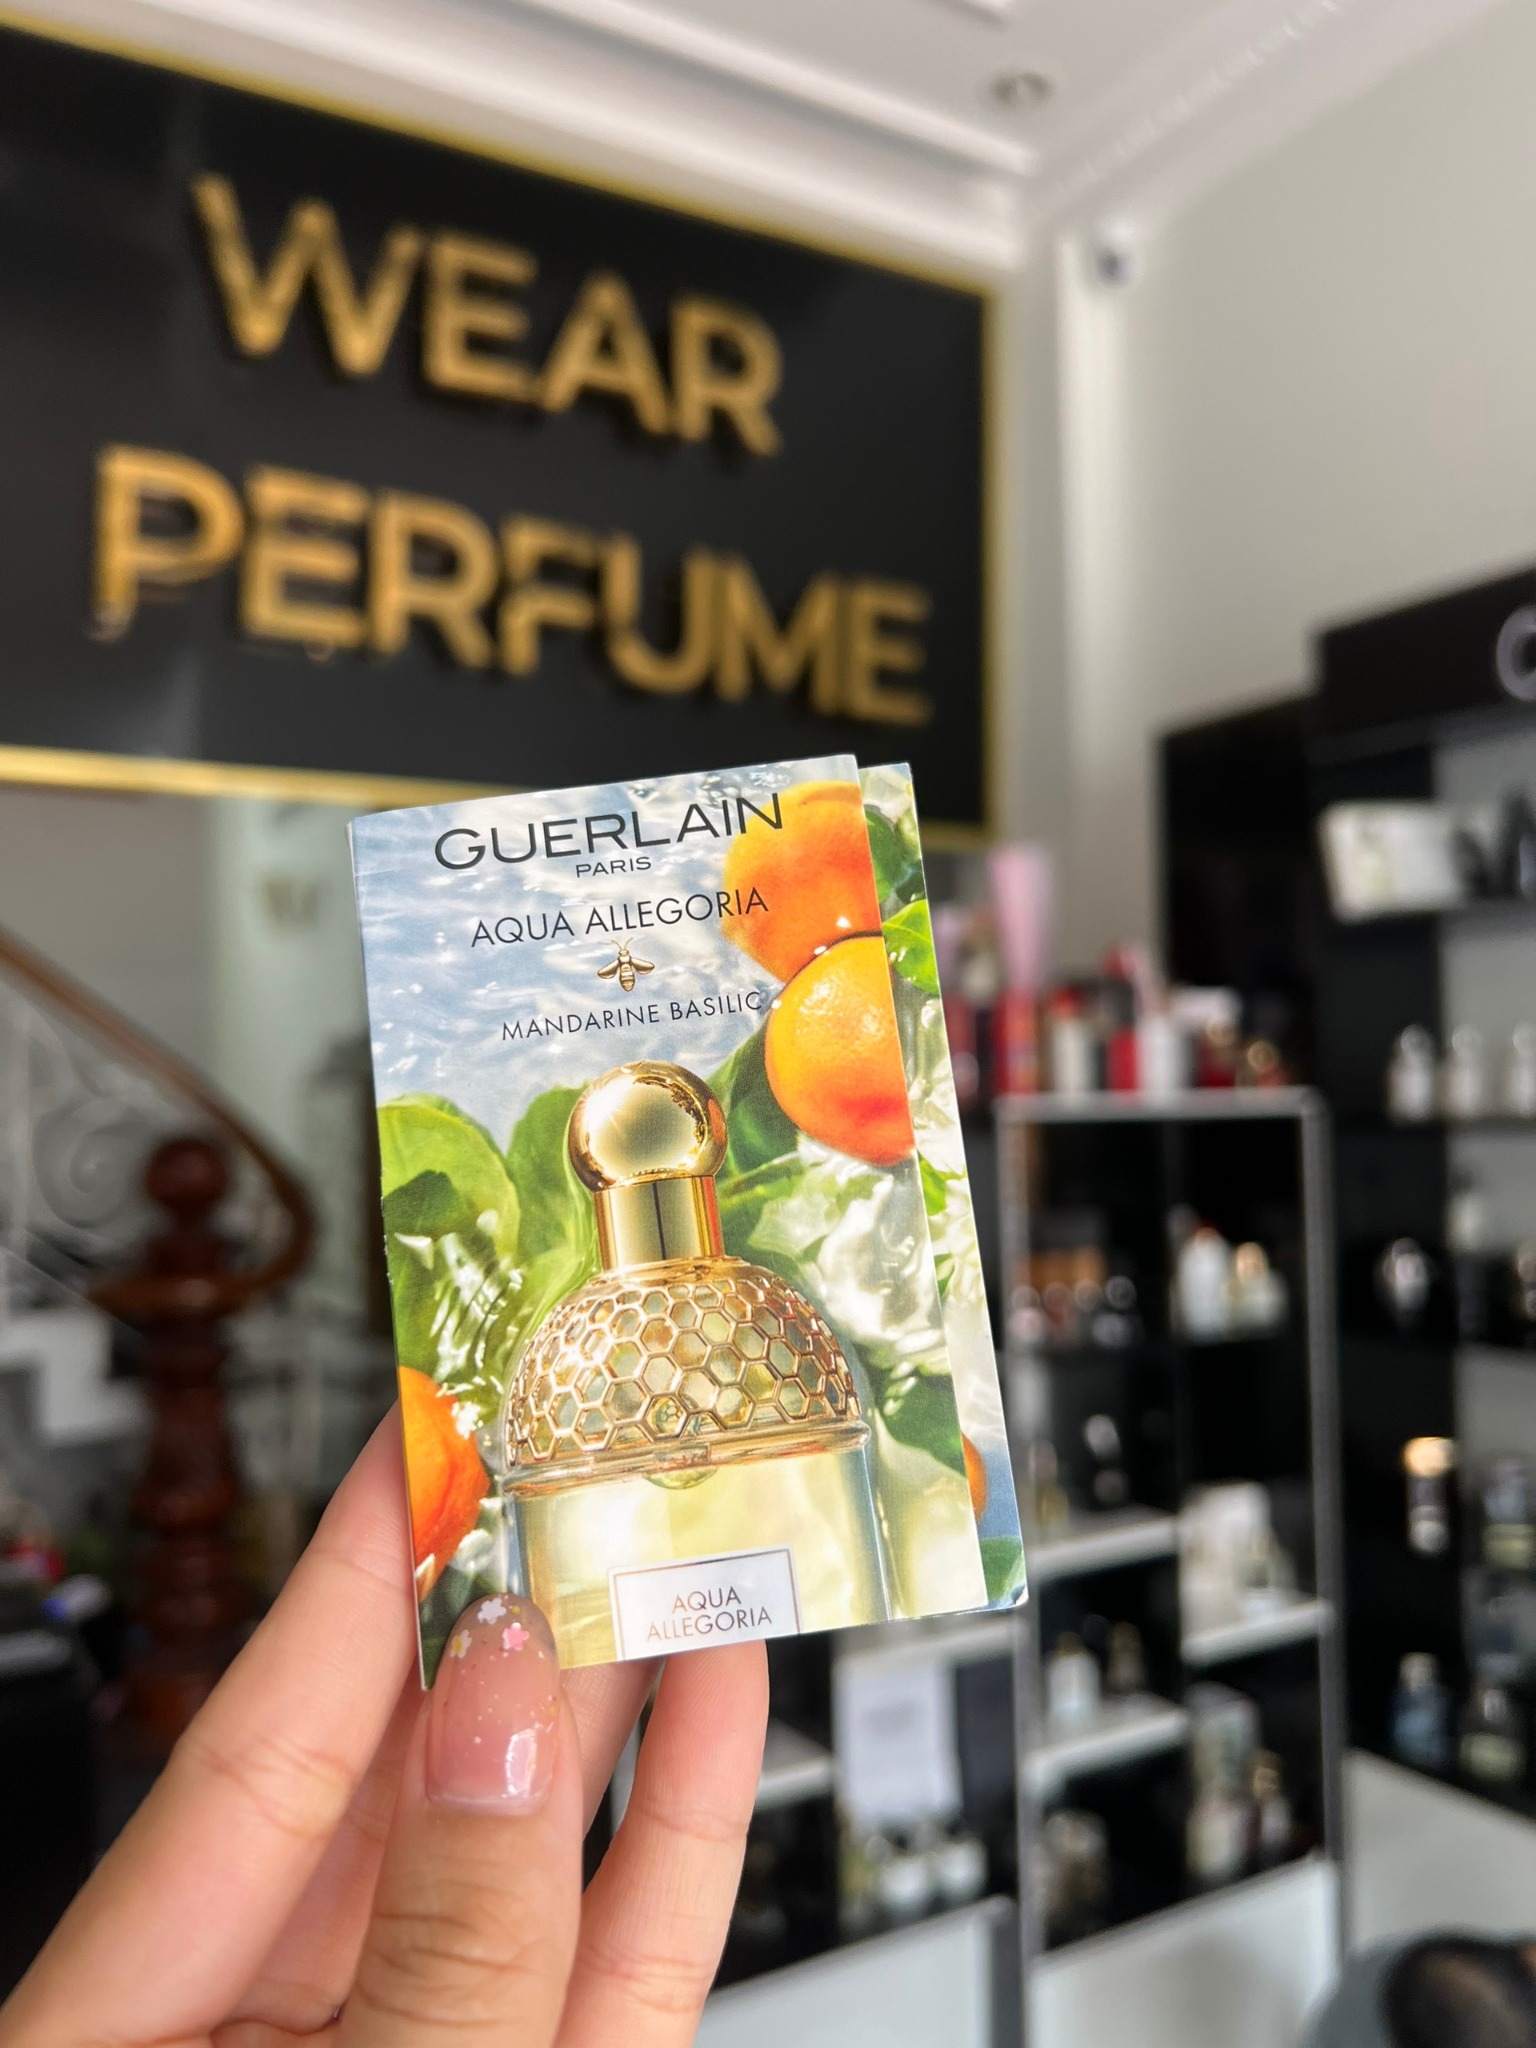 WEAR
PERFUME
GUERLAIN
PARIS
AQUA ALLEGORIA
MANDARINE BASILIC
AQUA
ALLEGORIA